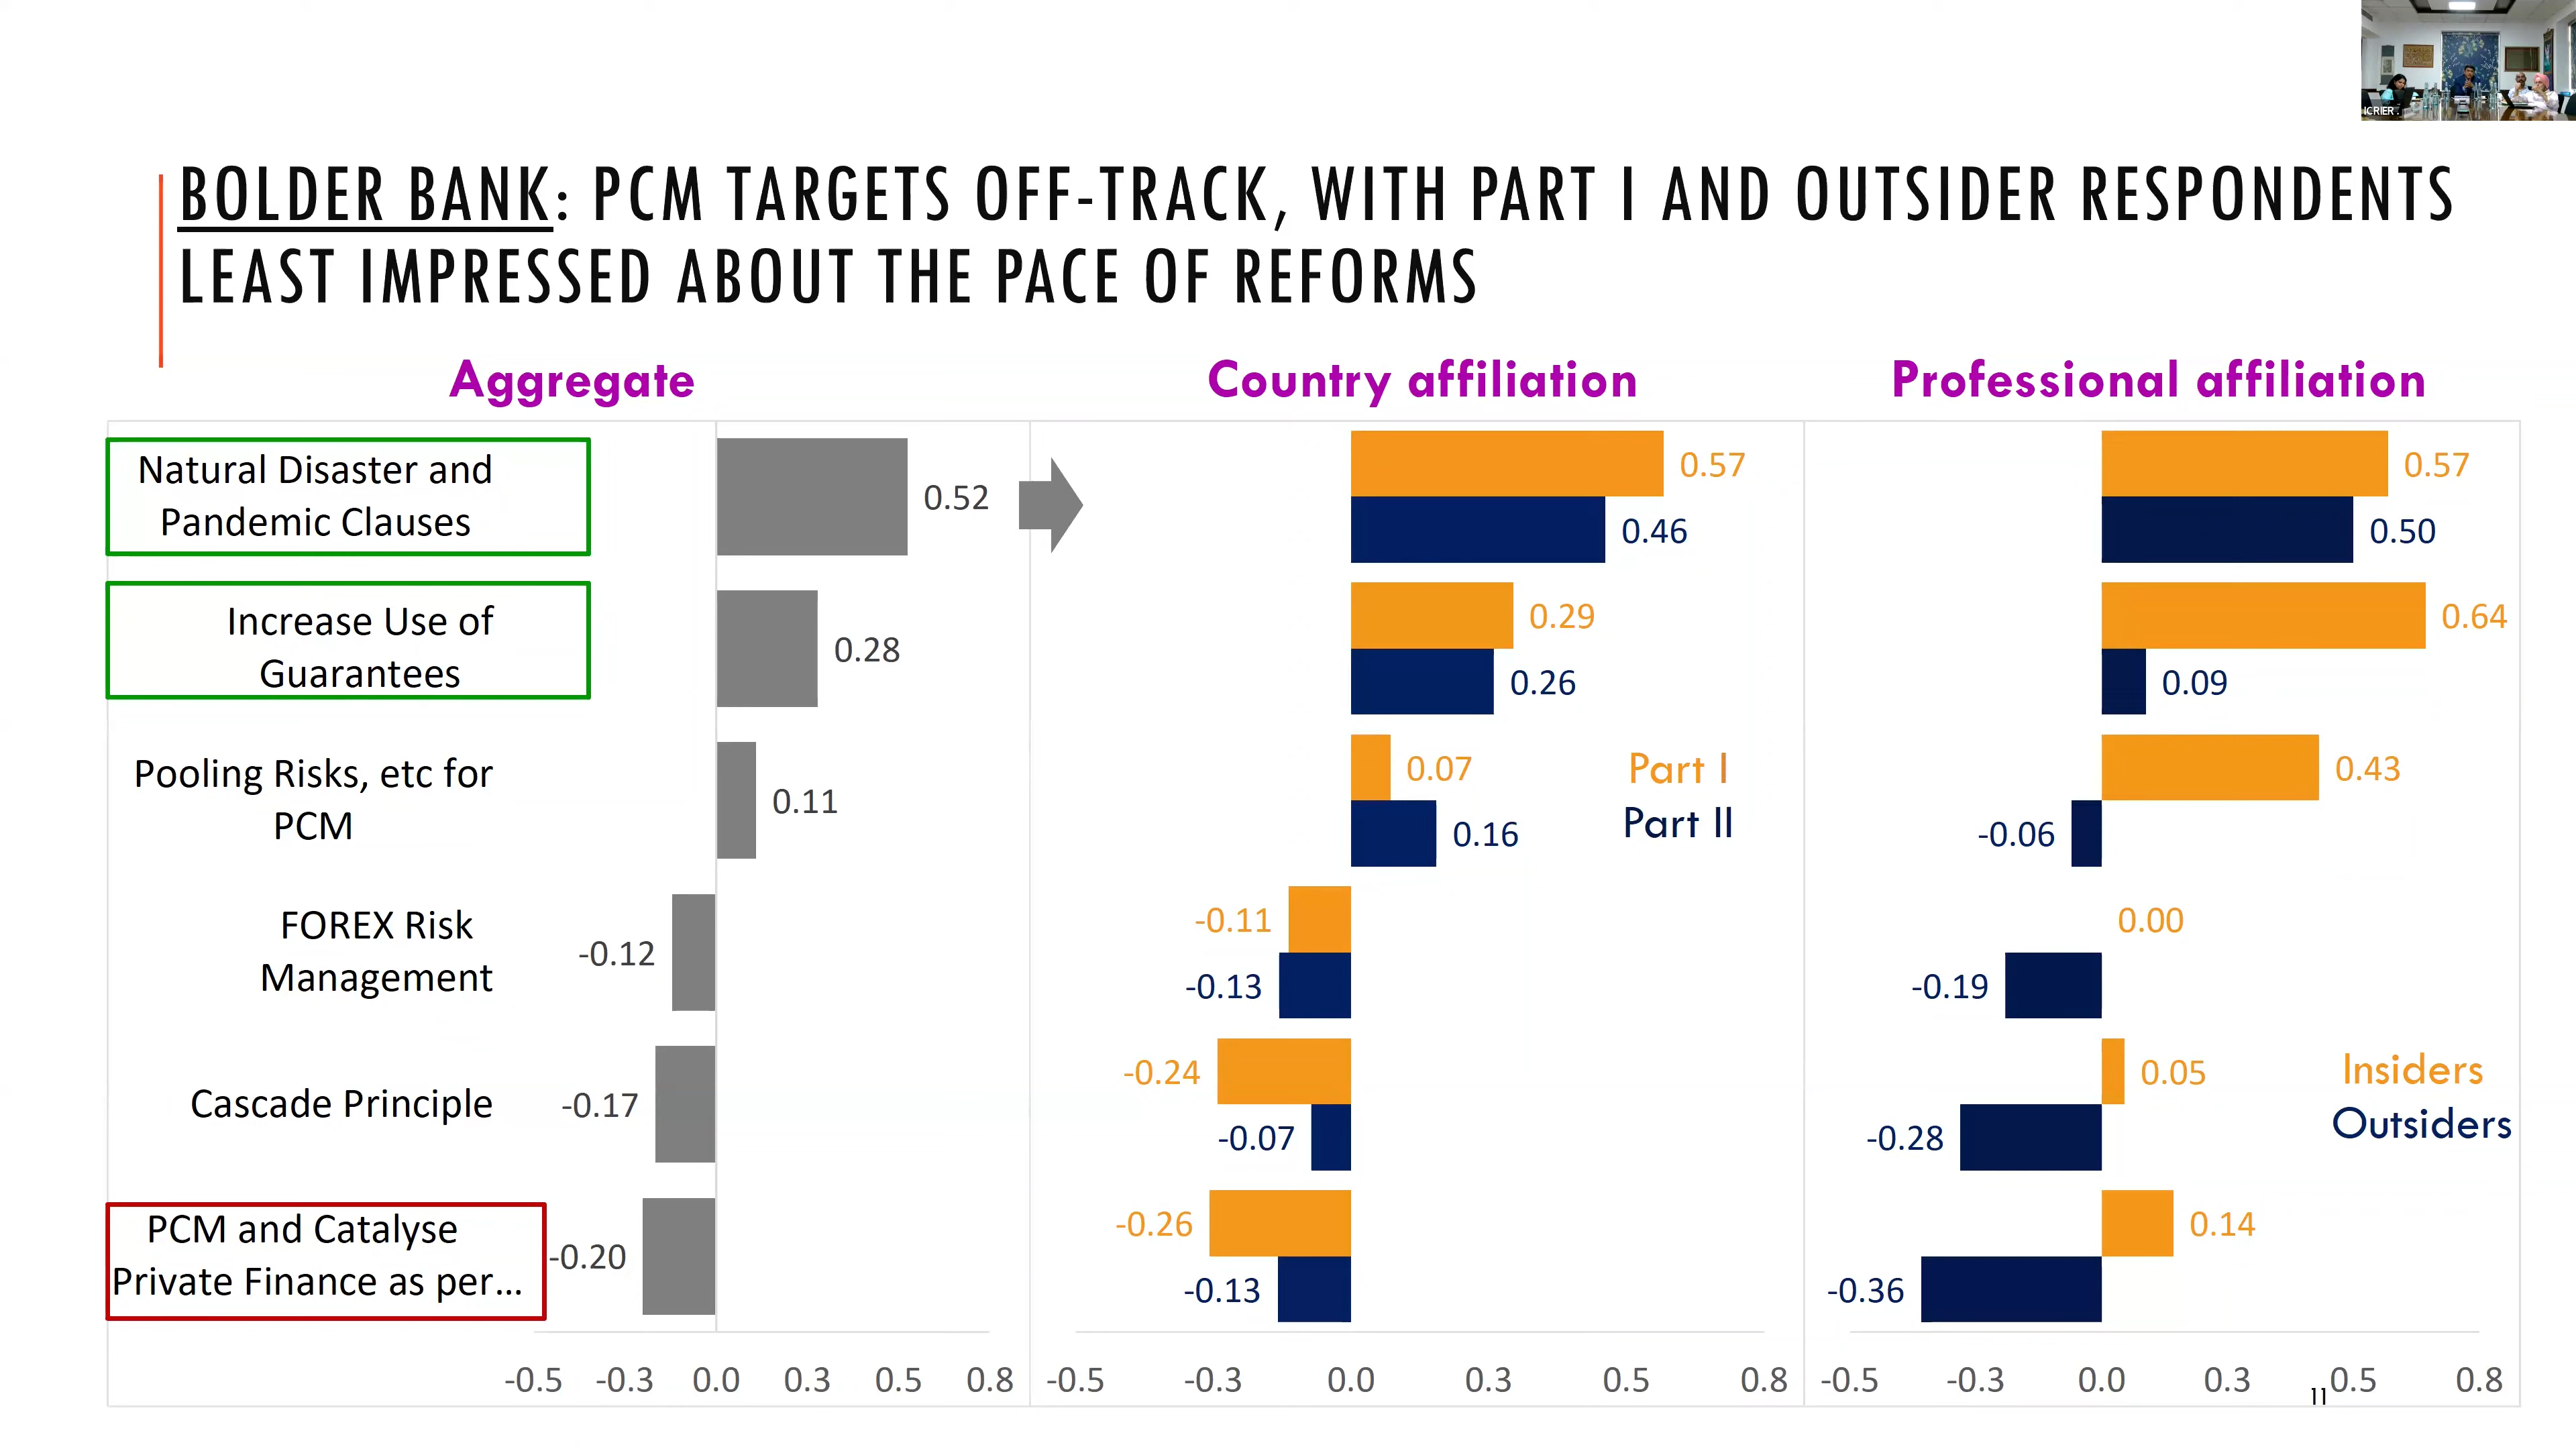 ICRIER
BOLDER BANK: PCM TARGETS OFF-TRACK, WITH PART I AND OUTSIDER RESPONDENTS
LEAST IMPRESSED ABOUT THE PACE OF REFORMS
Aggregate
Country affiliation
Professional affiliation
Natural Disaster and
Pandemic Clauses
0.52
0.57
0.46
0.57
0.50
Increase Use of
Guarantees
0.28
0.29
0.26
0.64
0.09
Pooling Risks, etc for
PCM
0.11
0.07
0.16
Part I
Part II
0.43
-0.06
FOREX Risk
Management
-0.12
-0.11
-0.13
0.00
-0.19
Cascade Principle
-0.17
-0.24
-0.07
0.05
-0.28
Insiders
Outsiders
PCM and Catalyse
Private Finance as per...
-0.20
-0.26
-0.13
0.14
-0.36
-0.5 -0.3 0.0 0.3 0.5 0.8
-0.5 -0.3 0.0 0.3 0.5 0.8
-0.5 -0.3 0.0 0.3 0.5 0.8
11